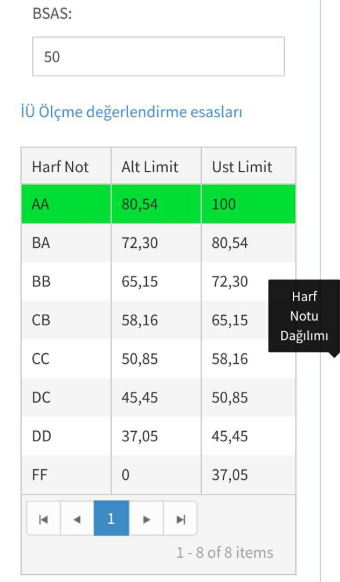 BSAS:
50
İÜ Ölçme değerlendirme esasları
Harf Not Alt Limit Ust Limit
AA 80,54 100
BA 72,30 80,54
BB 65,15 72,30
CB 58,16 65,15
CC 50,85 58,16
DC 45,45 50,85
DD 37,05 45,45
FF 0 37,05
Harf
Notu
Dağılımı
1
1 - 8 of 8 items